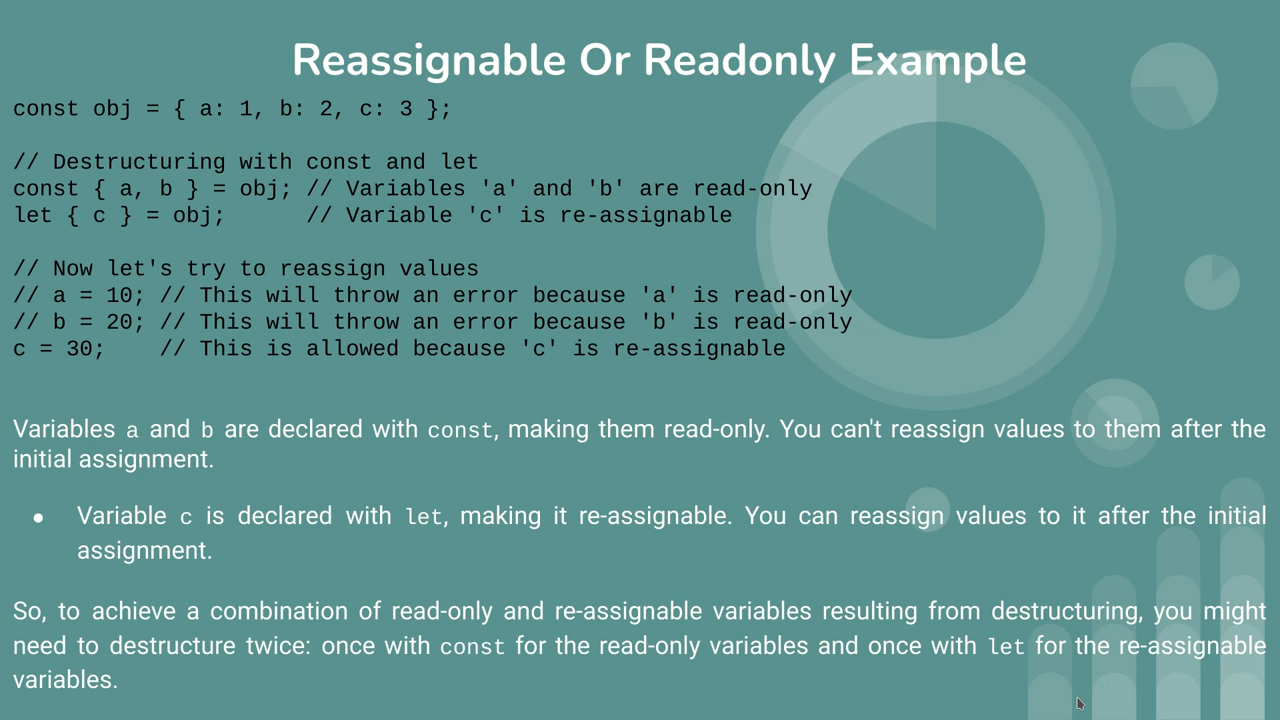 Reassignable Or Readonly Example
const obj = { a: 1, b: 2, c: 3 };
// Destructuring with const and let
const { a, b } = obj; // Variables 'a' and 'b' are read-only
let { c } = obj;      // Variable 'c' is re-assignable
// Now let's try to reassign values
// a = 10; // This will throw an error because 'a' is read-only
// b = 20; // This will throw an error because 'b' is read-only
c = 30;    // This is allowed because 'c' is re-assignable
Variables a and b are declared with const, making them read-only. You can't reassign values to them after the
initial assignment.
● Variable c is declared with let, making it re-assignable. You can reassign values to it after the initial
assignment.
So, to achieve a combination of read-only and re-assignable variables resulting from destructuring, you might
need to destructure twice: once with const for the read-only variables and once with let for the re-assignable
variables.